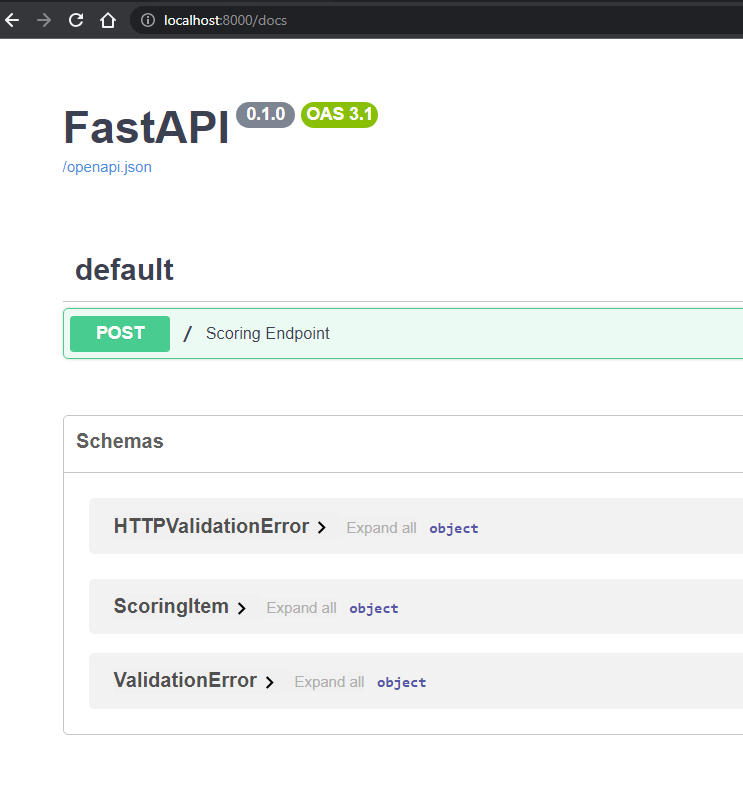 localhost:8000/docs
FastAPI 0.1.0 OAS 3.1
/openapi.json
default
POST / Scoring Endpoint
Schemas
HTTPValidationError Expand all object
ScoringItem Expand all object
ValidationError Expand all object